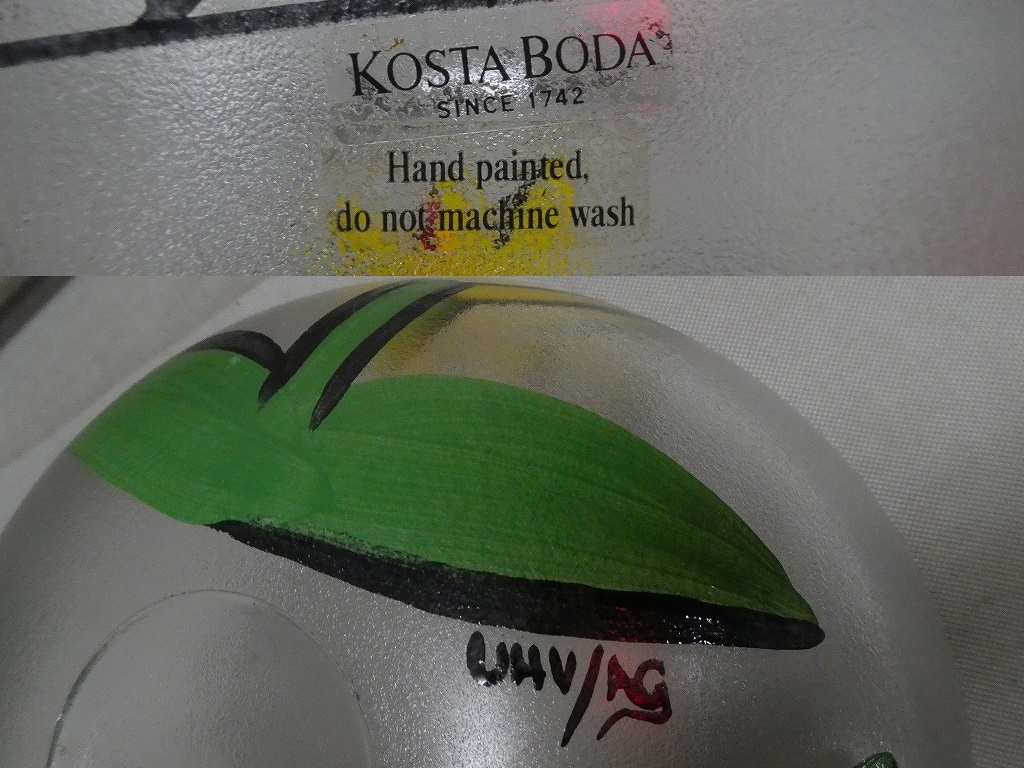 KOSTA BODA
SINCE 1742
Hand painted,
do not machine wash
UHV/AG